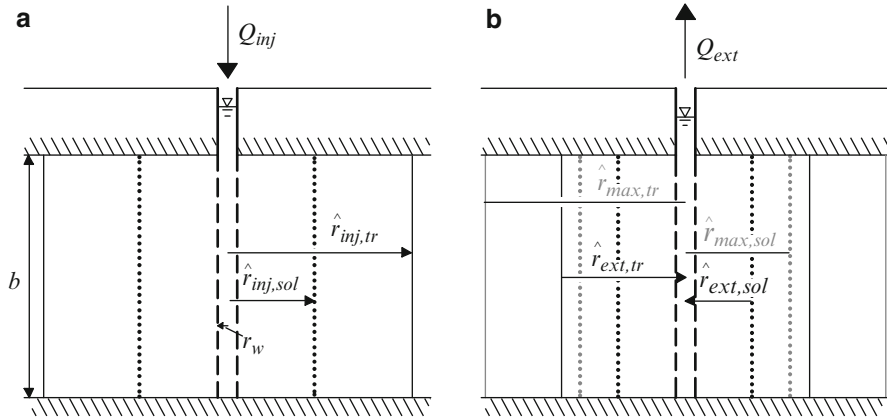 a
Q_inj
r̂_inj,tr
b
r̂_inj,sol
r_w
b
Q_ext
r̂_max,tr
r̂_max,sol
r̂_ext,tr
r̂_ext,sol